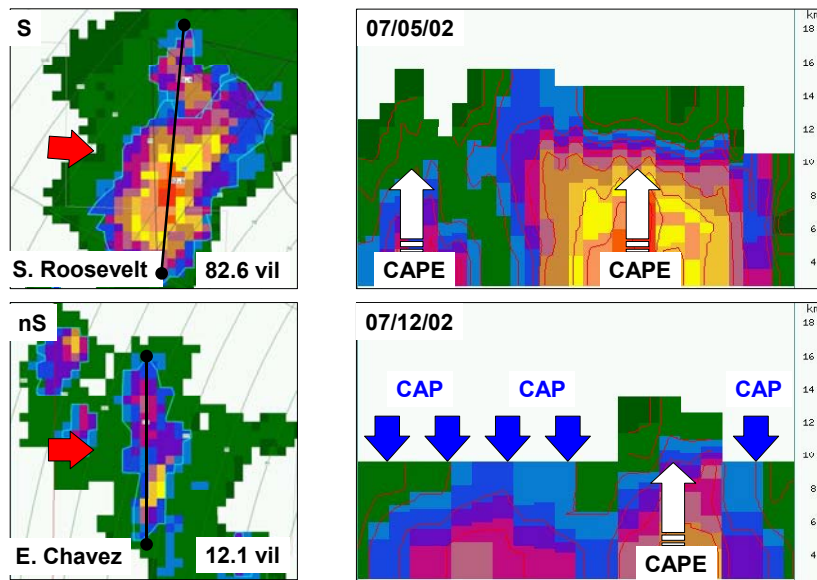 S
S. Roosevelt
82.6 vil
07/05/02
km
18
16
14
12
10
8
6
4
CAPE
CAPE
nS
E. Chavez
12.1 vil
07/12/02
km
18
16
14
12
10
8
6
4
CAP
CAP
CAP
CAPE